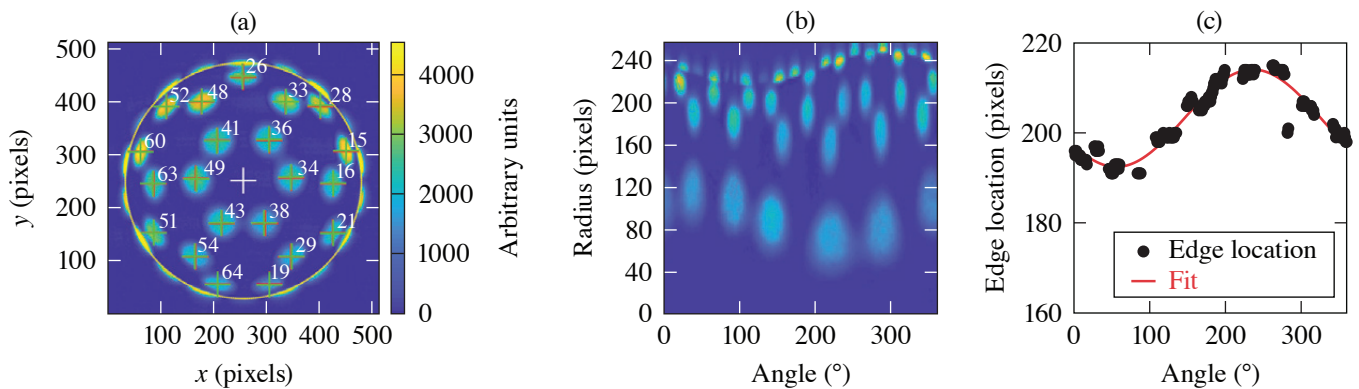 (a)
500
400
300
200
100
y (pixels)
26
52
48
33
28
41
36
60
15
63
49
34
16
51
43
38
21
54
29
64
19
100 200 300 400 500
x (pixels)
4000
3000
2000
1000
0
Arbitrary units
(b)
240
200
160
120
80
40
0
Radius (pixels)
0 100 200 300
Angle (°)
(c)
220
200
180
160
Edge location (pixels)
Edge location
Fit
0 100 200 300
Angle (°)